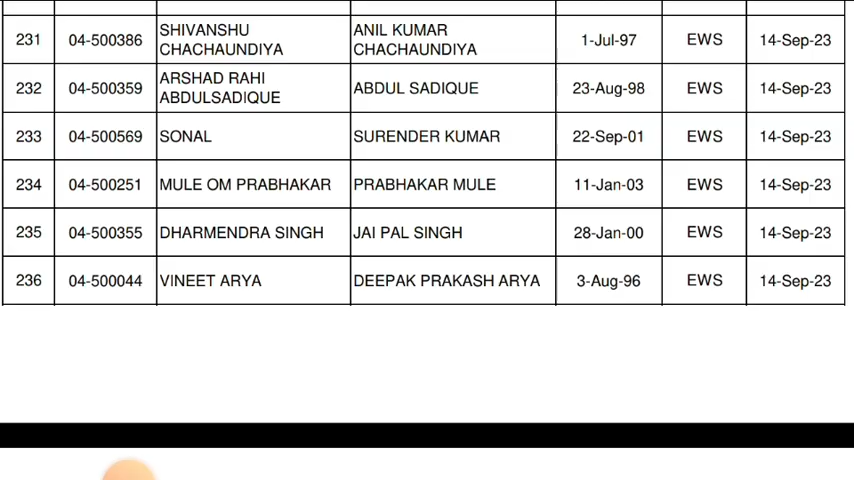 231 04-500386 SHIVANSHU CHACHAUNDIYA ANIL KUMAR CHACHAUNDIYA 1-Jul-97 EWS 14-Sep-23
232 04-500359 ARSHAD RAHI ABDULSADIQUE ABDUL SADIQUE 23-Aug-98 EWS 14-Sep-23
233 04-500569 SONAL SURENDER KUMAR 22-Sep-01 EWS 14-Sep-23
234 04-500251 MULE OM PRABHAKAR PRABHAKAR MULE 11-Jan-03 EWS 14-Sep-23
235 04-500355 DHARMENDRA SINGH JAI PAL SINGH 28-Jan-00 EWS 14-Sep-23
236 04-500044 VINEET ARYA DEEPAK PRAKASH ARYA 3-Aug-96 EWS 14-Sep-23